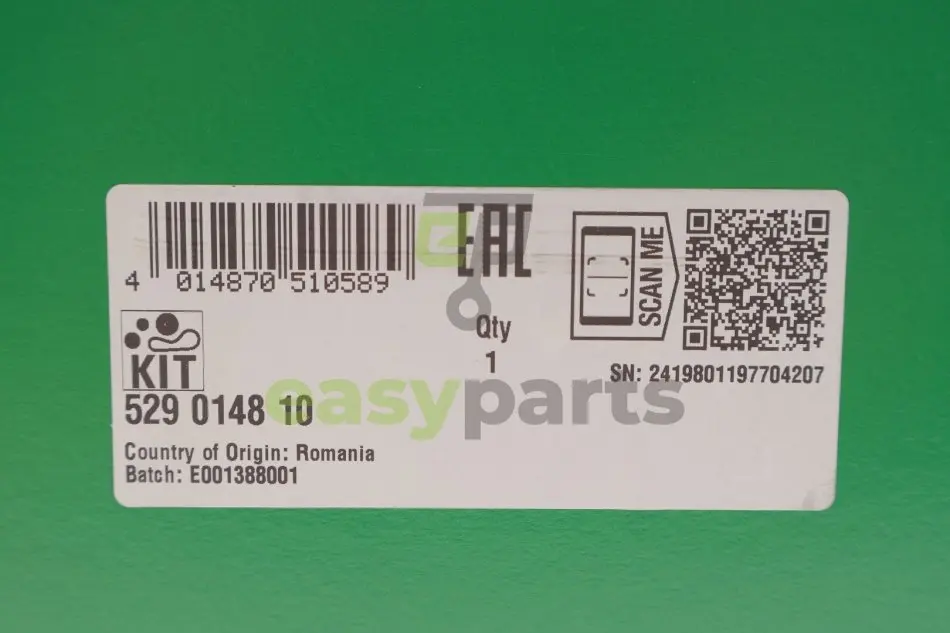 4 014870 510589
EAC
SCAN ME
Qty
1
KIT
SN: 2419801197704207
529 0148 10
easyparts
Country of Origin: Romania
Batch: E001388001